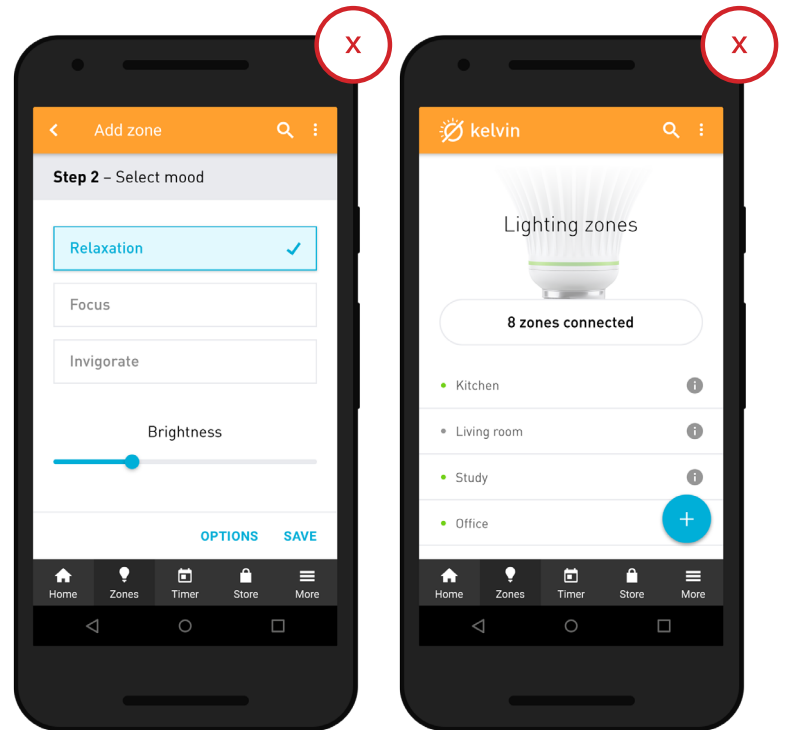 X
Add zone
Step 2 – Select mood
Relaxation
Focus
Invigorate
Brightness
OPTIONS SAVE
Home Zones Timer Store More
X
kelvin
Lighting zones
8 zones connected
Kitchen
Living room
Study
Office
Home Zones Timer Store More